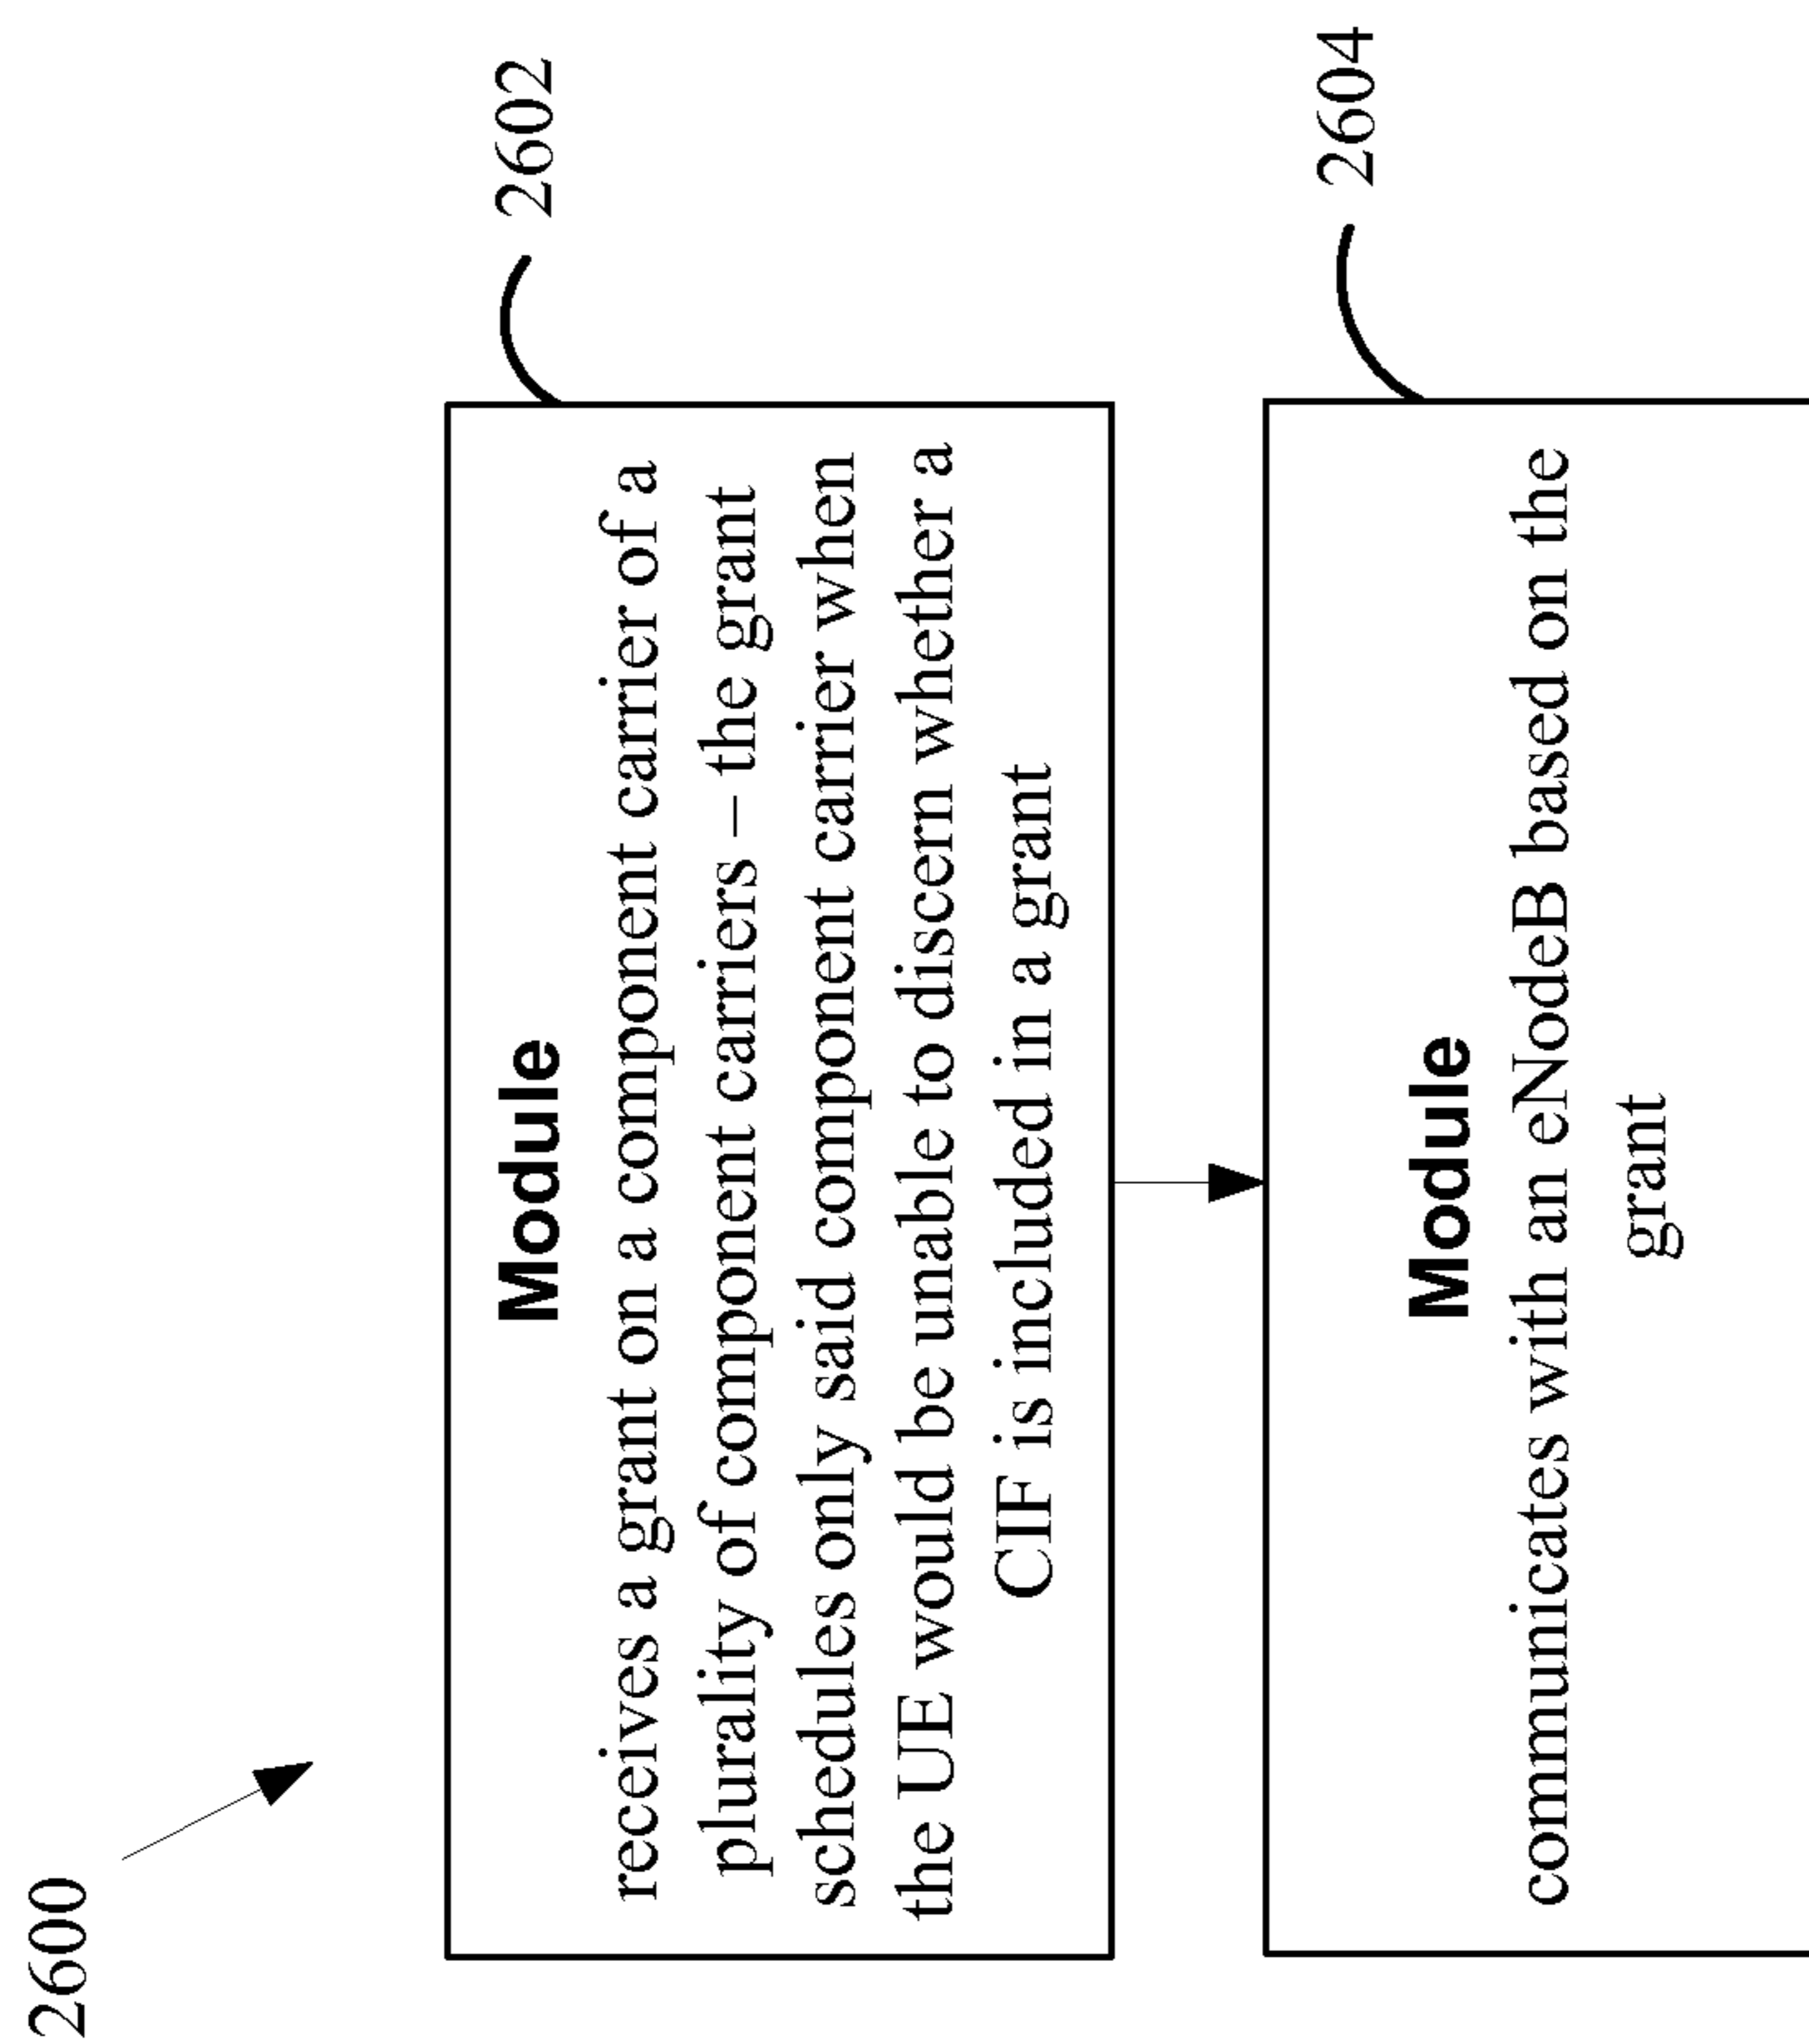 2600
2602
Module
receives a grant on a component carrier of a
plurality of component carriers – the grant
schedules only said component carrier when
the UE would be unable to discern whether a
CIF is included in a grant
2604
Module
communicates with an eNodeB based on the
grant